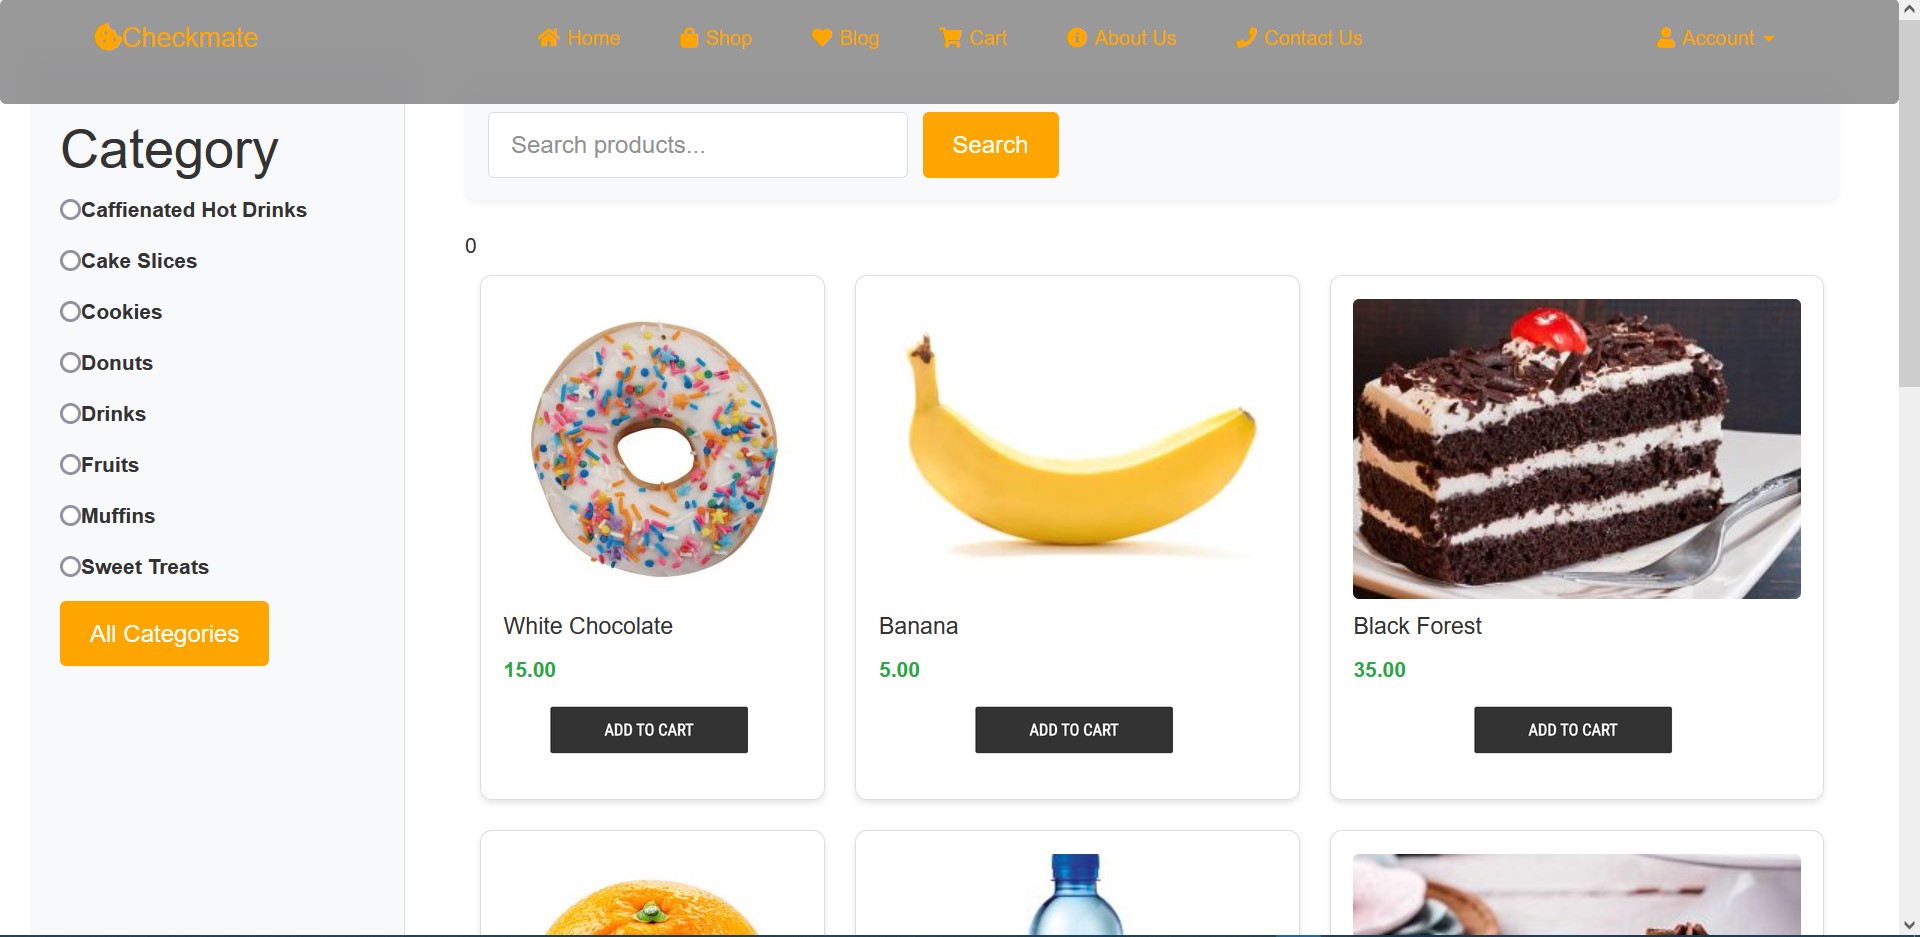 Checkmate Home Shop Blog Cart About Us Contact Us Account
Category
Caffienated Hot Drinks
Cake Slices
Cookies
Donuts
Drinks
Fruits
Muffins
Sweet Treats
All Categories
Search products... Search
0
White Chocolate
15.00
ADD TO CART
Banana
5.00
ADD TO CART
Black Forest
35.00
ADD TO CART